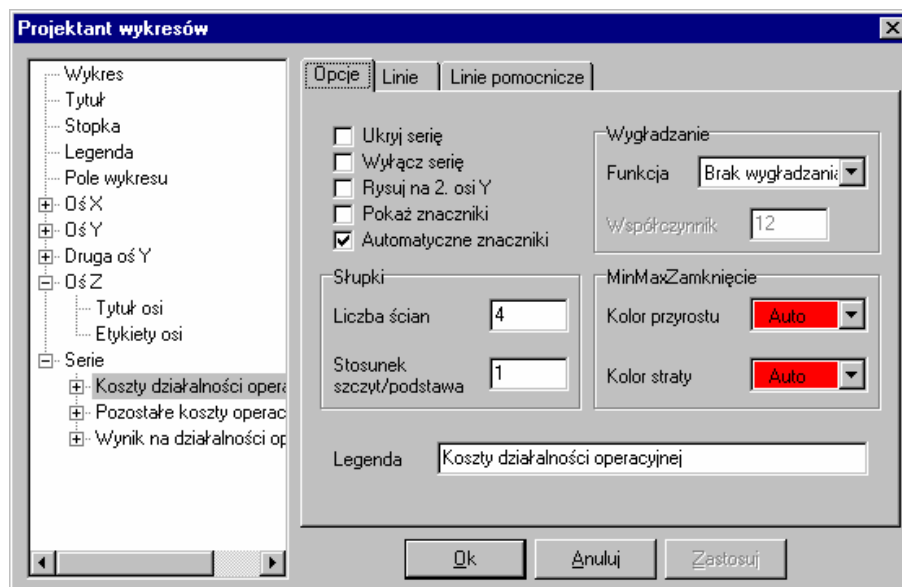 Projektant wykresów
Wykres
Tytuł
Stopka
Legenda
Pole wykresu
Oś X
Oś Y
Druga oś Y
Oś Z
Tytuł osi
Etykiety osi
Serie
Koszty działalności opera
Pozostałe koszty operac
Wynik na działalności op
Opcje
Linie
Linie pomocnicze
Ukryj serię
Wyłącz serię
Rysuj na 2. osi Y
Pokaż znaczniki
Automatyczne znaczniki
Wygładzanie
Funkcja Brak wygładzania
Współczynnik 12
Słupki
Liczba ścian 4
Stosunek
szczyt/podstawa 1
MinMaxZamknięcie
Kolor przyrostu Auto
Kolor straty Auto
Legenda Koszty działalności operacyjnej
Ok
Anuluj
Zastosuj